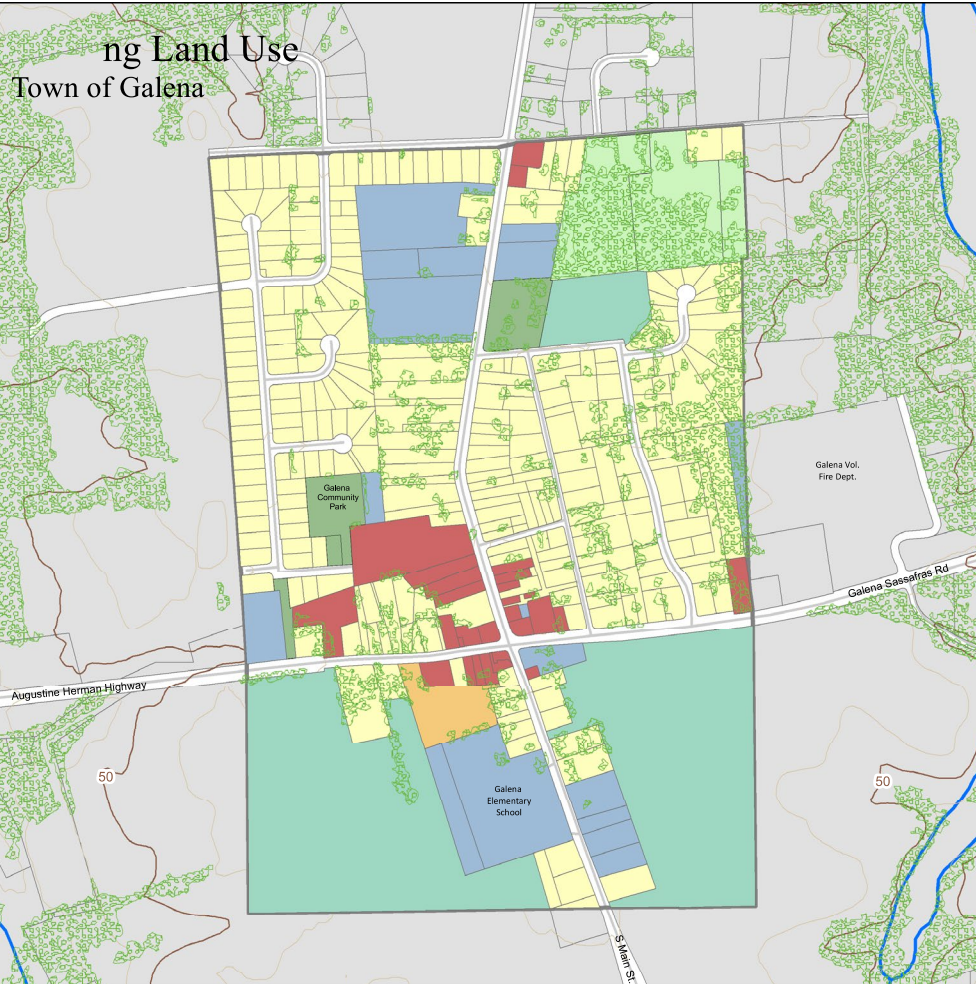 ng Land Use
Town of Galena
Galena Vol.
Fire Dept.
Galena
Community
Park
Galena Sassafras Rd
Augustine Herman Highway
50
50
Galena
Elementary
School
S Main St.